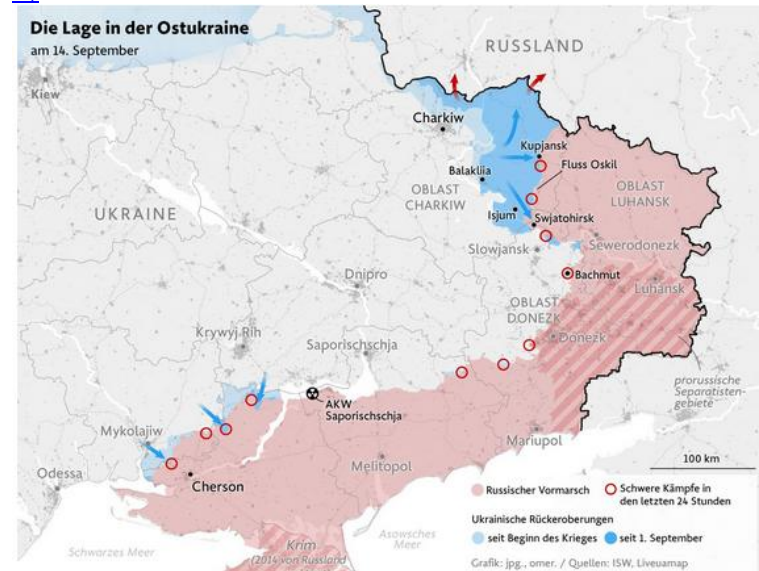 Die Lage in der Ostukraine
am 14. September
RUSSLAND
Kiew
Charkiw
Kupjansk
Fluss Oskil
Balakliia
OBLAST
CHARKIW
OBLAST
LUHANSK
UKRAINE
Isjum
Swjatohirsk
Slowjansk
Sewerodonezk
Dnipro
Bachmut
Luhansk
OBLAST
DONEZK
Krywyj Rih
Saporischschja
Donezk
AKW
Saporischschja
prorussische
Separatisten-
gebiete
Mykolajiw
Mariupol
Odessa
Cherson
Melitopol
100 km
Russischer Vormarsch
Schwere Kämpfe in
den letzten 24 Stunden
Ukrainische Rückeroberungen
seit Beginn des Krieges
seit 1. September
Asowsches
Meer
Schwarzes Meer
Krim
(2014 von Russland
Grafik: jpg., omer. / Quellen: ISW, Liveuamap